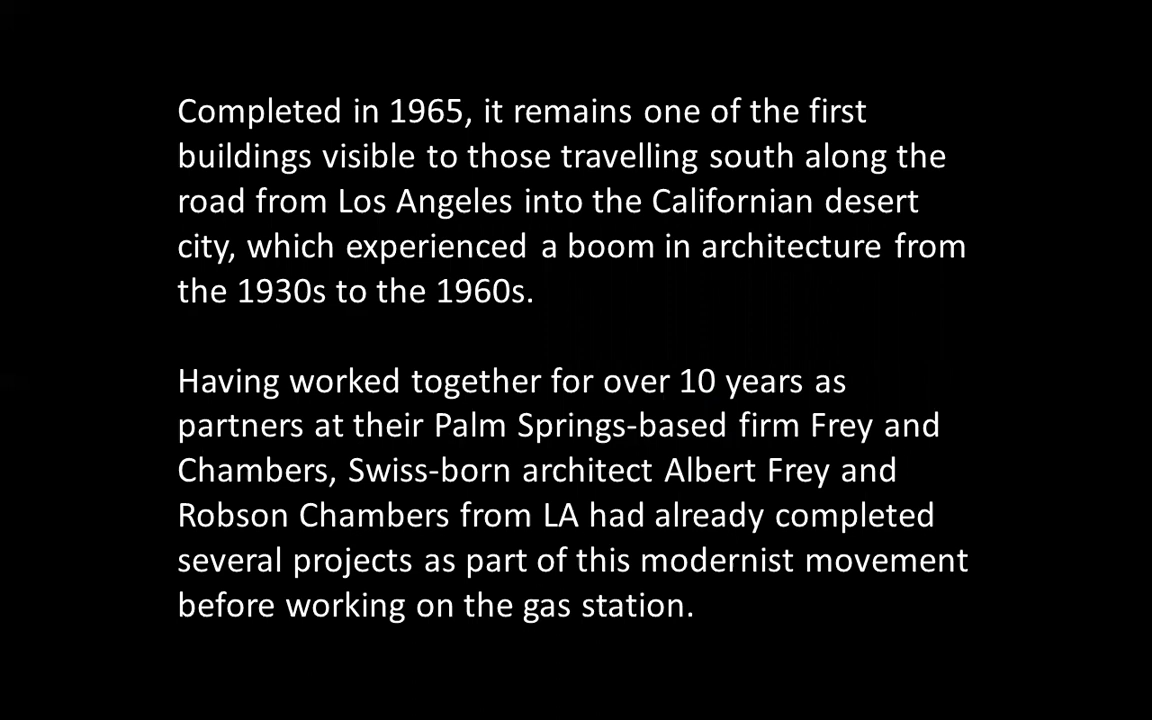 Completed in 1965, it remains one of the first
buildings visible to those travelling south along the
road from Los Angeles into the Californian desert
city, which experienced a boom in architecture from
the 1930s to the 1960s.
Having worked together for over 10 years as
partners at their Palm Springs-based firm Frey and
Chambers, Swiss-born architect Albert Frey and
Robson Chambers from LA had already completed
several projects as part of this modernist movement
before working on the gas station.